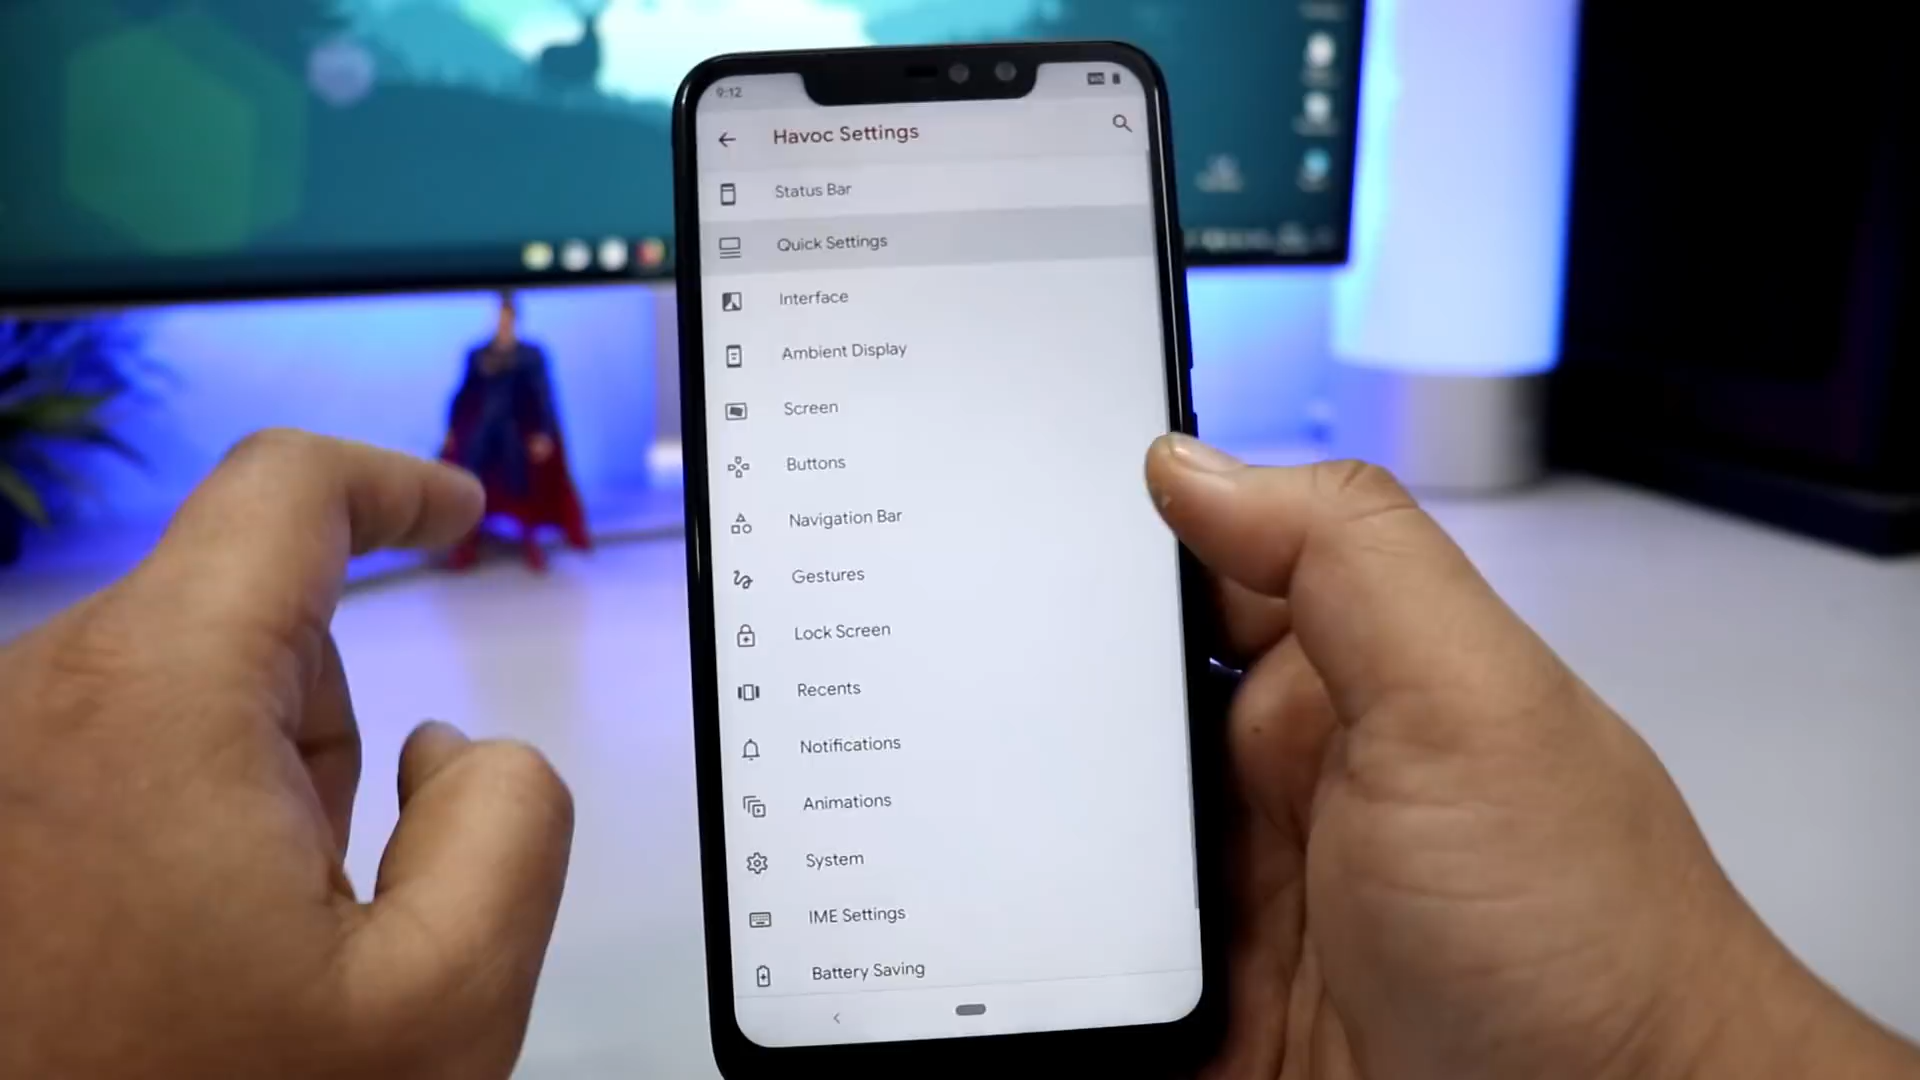 9:12
Havoc Settings
Status Bar
Quick Settings
Interface
Ambient Display
Screen
Buttons
Navigation Bar
Gestures
Lock Screen
Recents
Notifications
Animations
System
IME Settings
Battery Saving